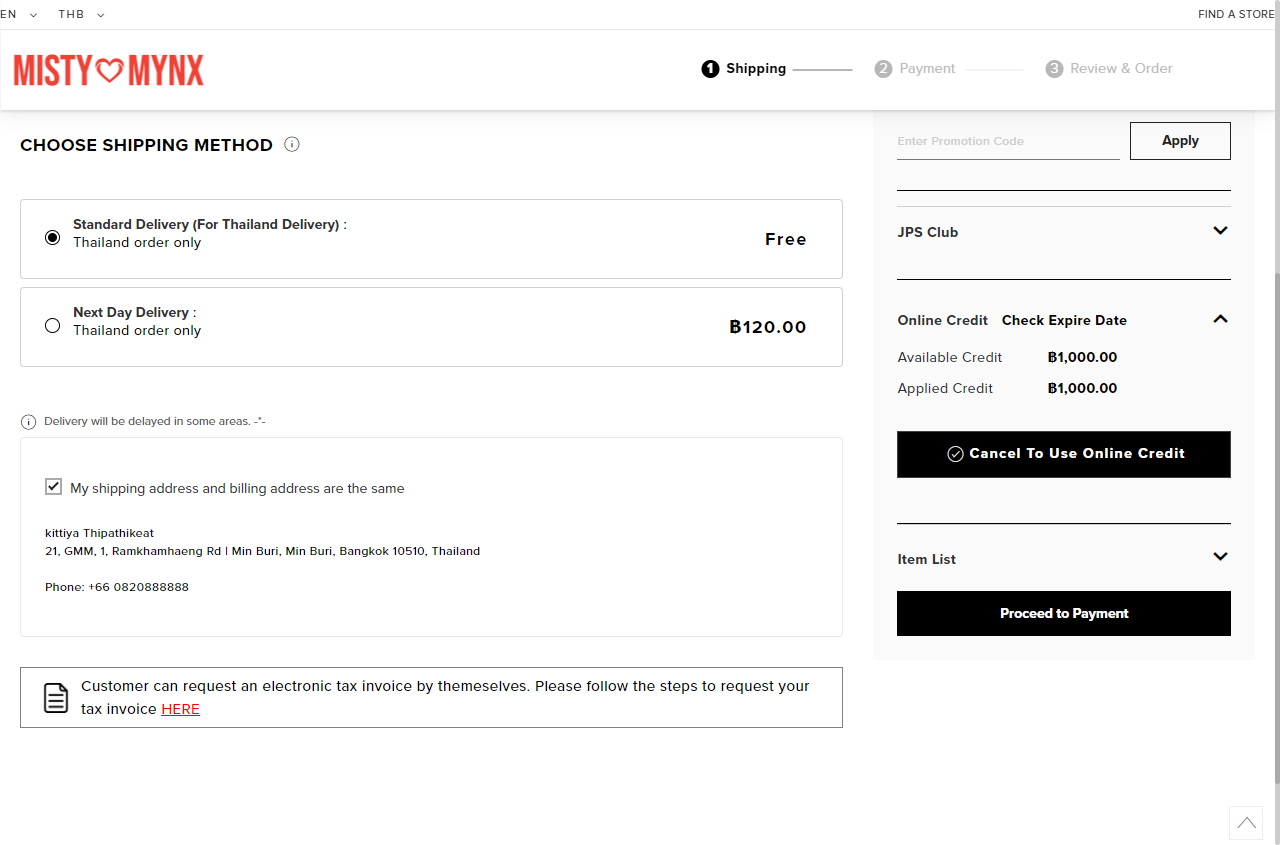 EN THB FIND A STORE
MISTY MYNX
1 Shipping 2 Payment 3 Review & Order
CHOOSE SHIPPING METHOD
Standard Delivery (For Thailand Delivery) :
Thailand order only
Free
Next Day Delivery :
Thailand order only
฿120.00
Delivery will be delayed in some areas. -*-
My shipping address and billing address are the same
kittiya Thipathikeat
21, GMM, 1, Ramkhamhaeng Rd | Min Buri, Min Buri, Bangkok 10510, Thailand
Phone: +66 0820888888
Customer can request an electronic tax invoice by themeselves. Please follow the steps to request your
tax invoice HERE
Enter Promotion Code Apply
JPS Club
Online Credit Check Expire Date
Available Credit ฿1,000.00
Applied Credit ฿1,000.00
Cancel To Use Online Credit
Item List
Proceed to Payment